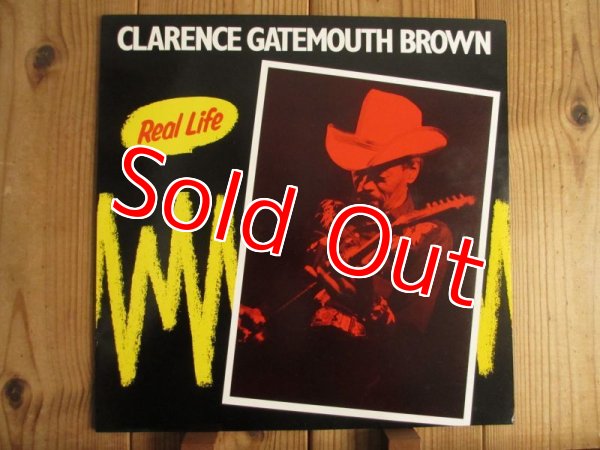 CLARENCE GATEMOUTH BROWN
Real Life
Sold Out